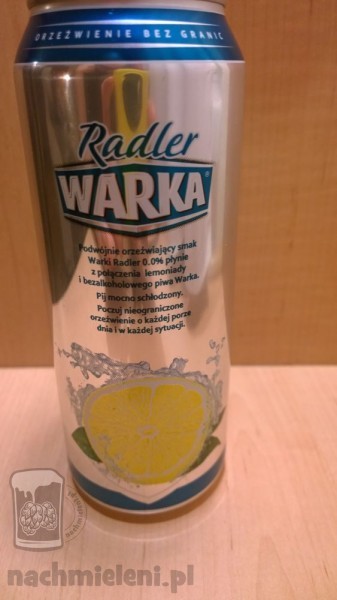 ORZEŹWIENIE BEZ GRANIC
Radler
WARKA
Podwójnie orzeźwiający smak
Warki Radler 0.0% płynie
z połączenia lemoniady
i bezalkoholowego piwa Warka.
Pij mocno schłodzony.
Poczuj nieograniczone
orzeźwienie o każdej porze
dnia i w każdej sytuacji.
nachmieleni.pl